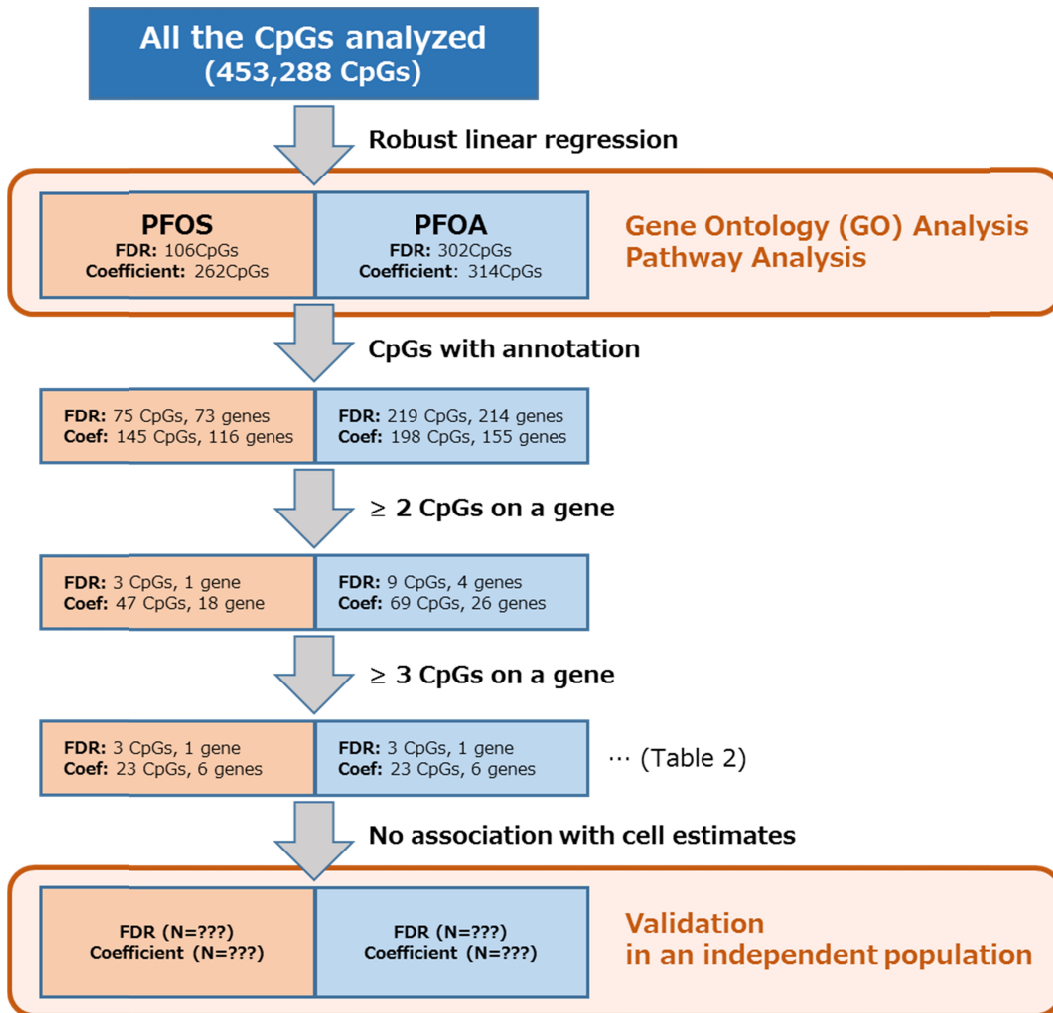 All the CpGs analyzed
(453,288 CpGs)
Robust linear regression
PFOS
FDR: 106CpGs
Coefficient: 262CpGs
PFOA
FDR: 302CpGs
Coefficient: 314CpGs
Gene Ontology (GO) Analysis
Pathway Analysis
CpGs with annotation
FDR: 75 CpGs, 73 genes
Coef: 145 CpGs, 116 genes
FDR: 219 CpGs, 214 genes
Coef: 198 CpGs, 155 genes
≥ 2 CpGs on a gene
FDR: 3 CpGs, 1 gene
Coef: 47 CpGs, 18 gene
FDR: 9 CpGs, 4 genes
Coef: 69 CpGs, 26 genes
≥ 3 CpGs on a gene
FDR: 3 CpGs, 1 gene
Coef: 23 CpGs, 6 genes
FDR: 3 CpGs, 1 gene
Coef: 23 CpGs, 6 genes
… (Table 2)
No association with cell estimates
FDR (N=???)
Coefficient (N=???)
FDR (N=???)
Coefficient (N=???)
Validation
in an independent population